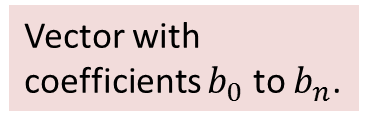 Vector with
coefficients b₀ to bₙ.